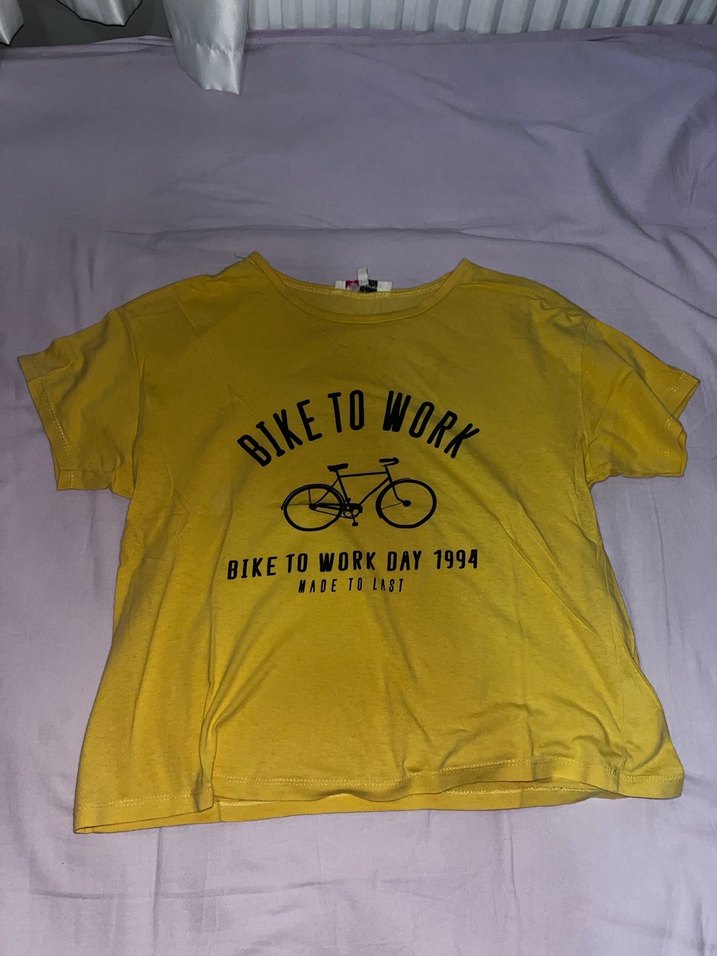 BIKE TO WORK
BIKE TO WORK DAY 1994
MADE TO LAST